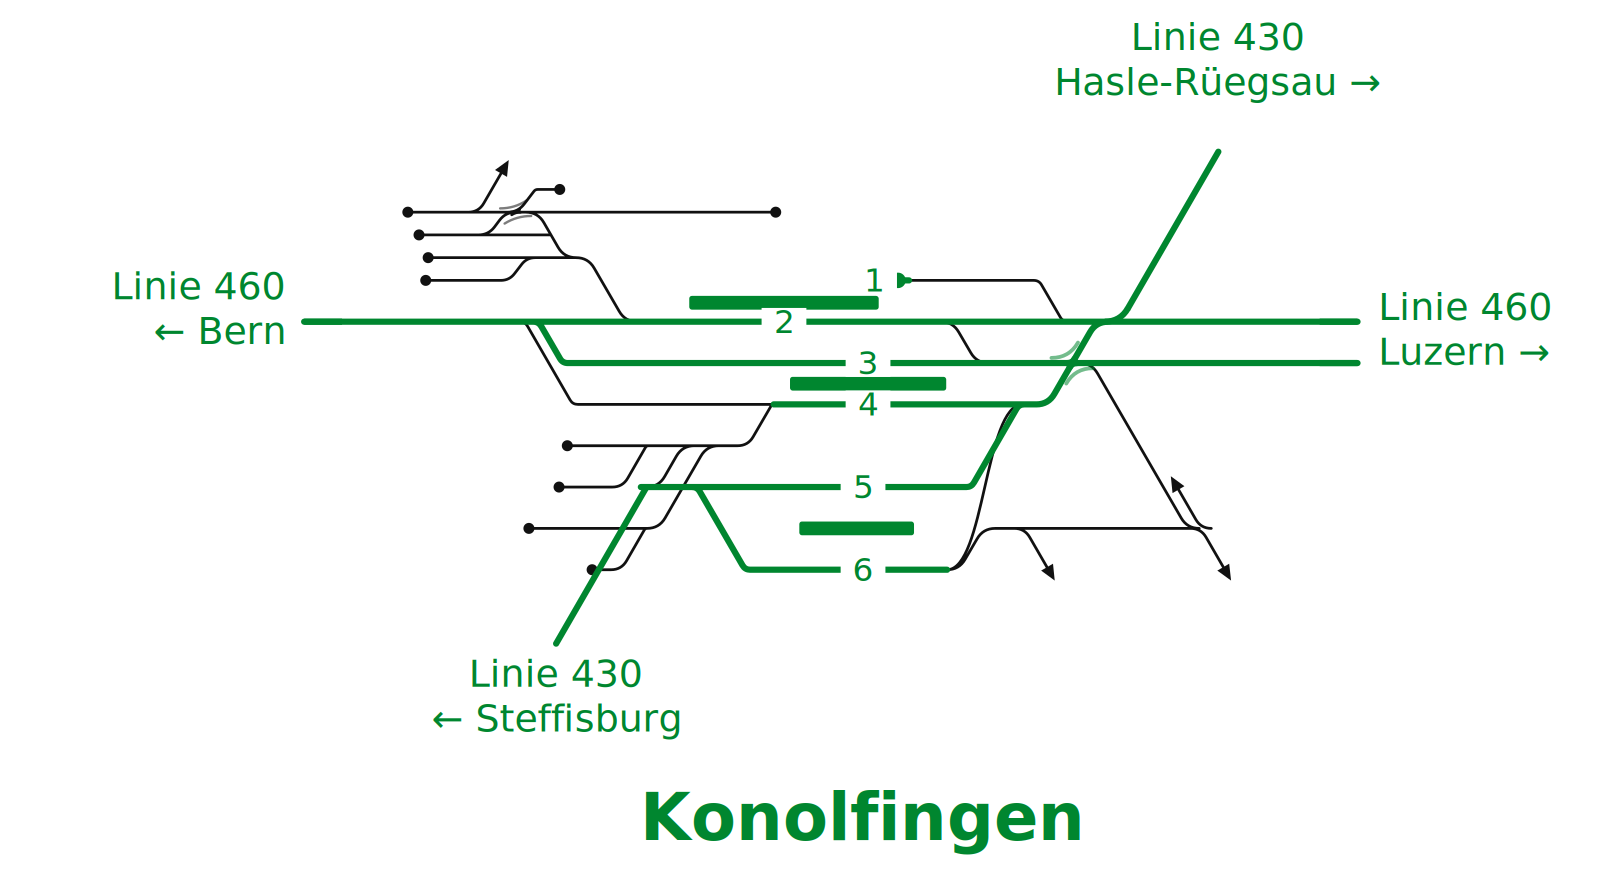 Linie 430
Hasle-Rüegsau →
Linie 460
← Bern
1
2
3
4
5
6
Linie 460
Luzern →
Linie 430
← Steffisburg
Konolfingen